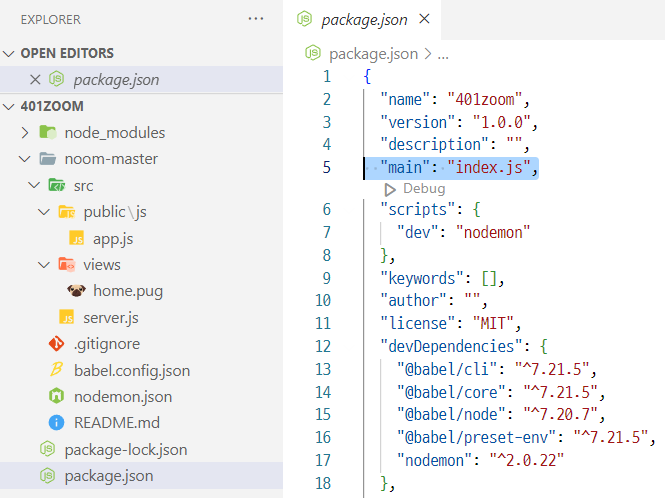 EXPLORER
OPEN EDITORS
package.json
401ZOOM
node_modules
noom-master
src
public\js
JS app.js
views
home.pug
JS server.js
.gitignore
babel.config.json
nodemon.json
README.md
package-lock.json
package.json
package.json
package.json > ...
1 {
2 "name": "401zoom",
3 "version": "1.0.0",
4 "description": "",
5 "main": "index.js",
Debug
6 "scripts": {
7 "dev": "nodemon"
8 },
9 "keywords": [],
10 "author": "",
11 "license": "MIT",
12 "devDependencies": {
13 "@babel/cli": "^7.21.5",
14 "@babel/core": "^7.21.5",
15 "@babel/node": "^7.20.7",
16 "@babel/preset-env": "^7.21.5",
17 "nodemon": "^2.0.22"
18 },